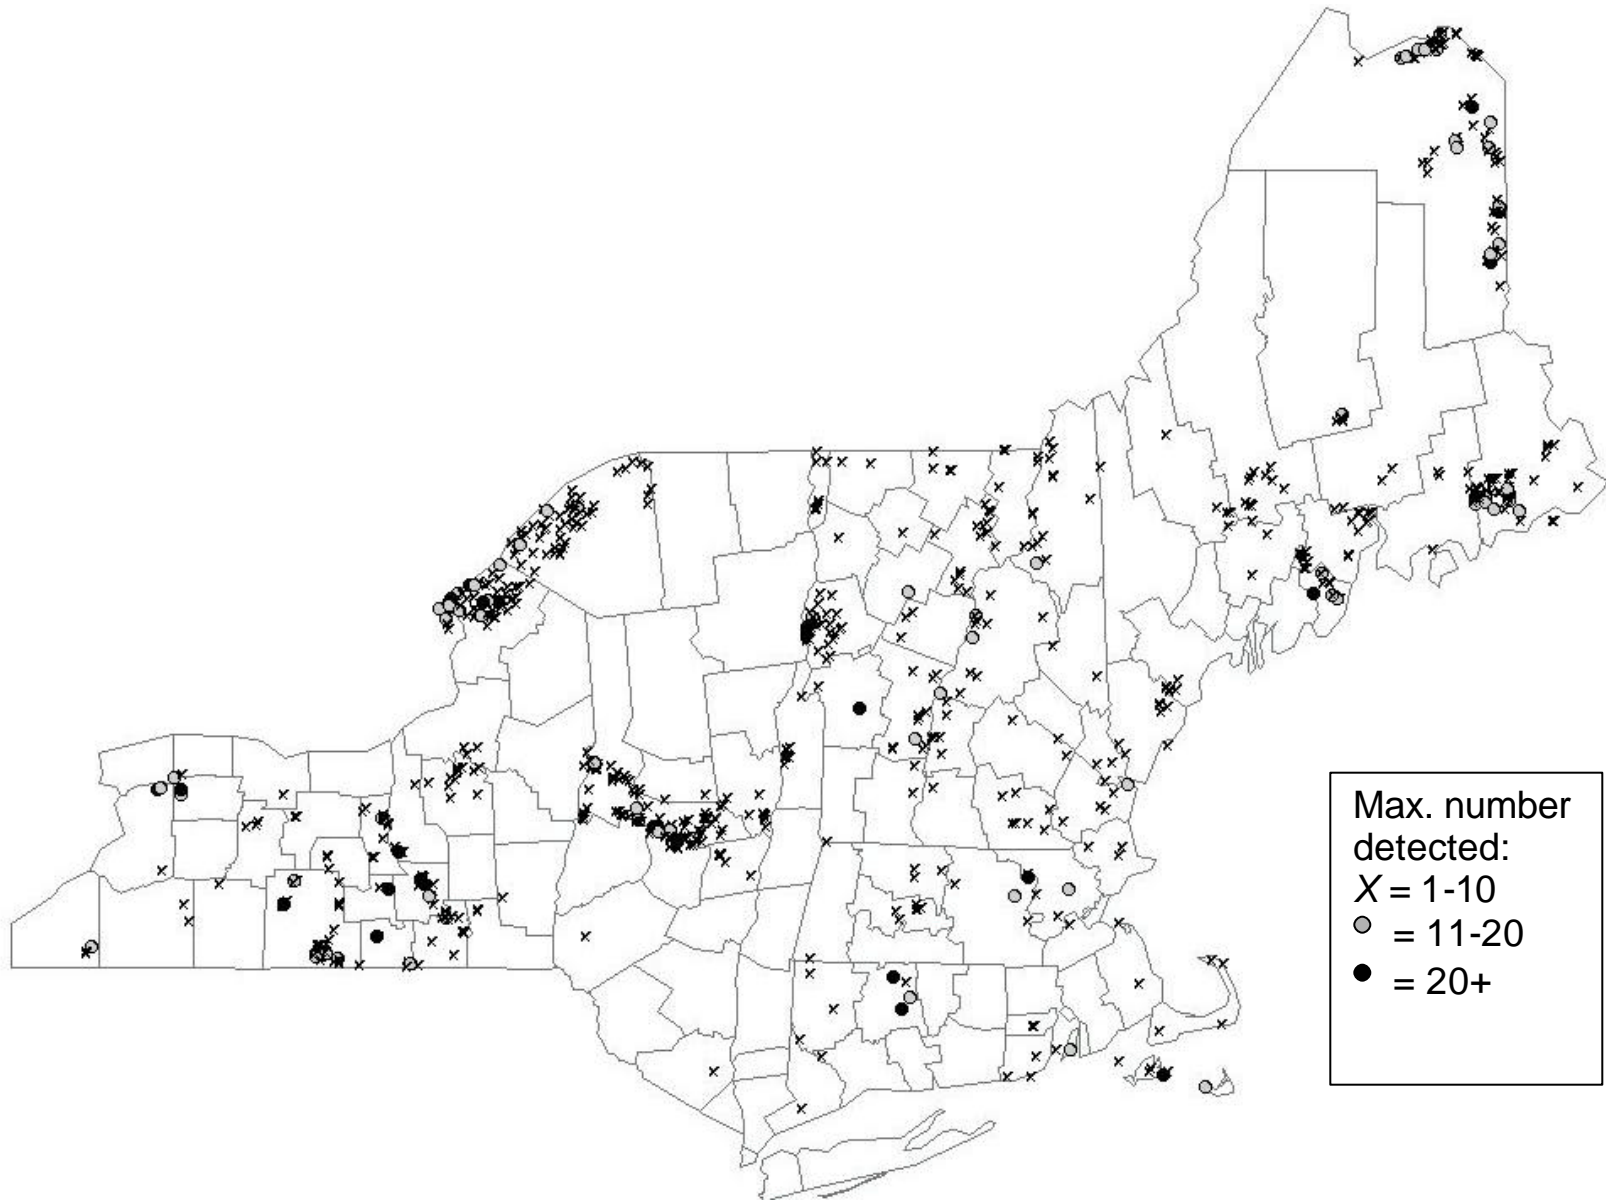 Max. number
detected:
X = 1-10
= 11-20
= 20+